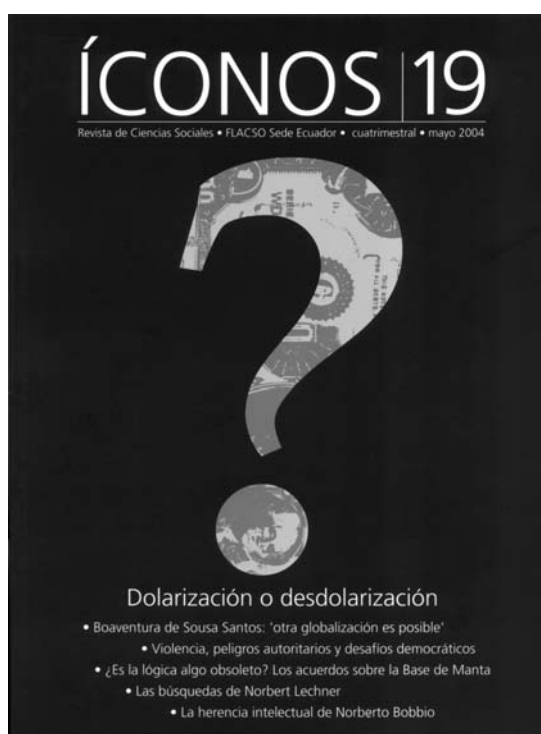 ÍCONOS|19
Revista de Ciencias Sociales • FLACSO Sede Ecuador • cuatrimestral • mayo 2004
SERIE
WD
Dolarización o desdolarización
• Boaventura de Sousa Santos: 'otra globalización es posible'
• Violencia, peligros autoritarios y desafíos democráticos
• ¿Es la lógica algo obsoleto? Los acuerdos sobre la Base de Manta
• Las búsquedas de Norbert Lechner
• La herencia intelectual de Norberto Bobbio